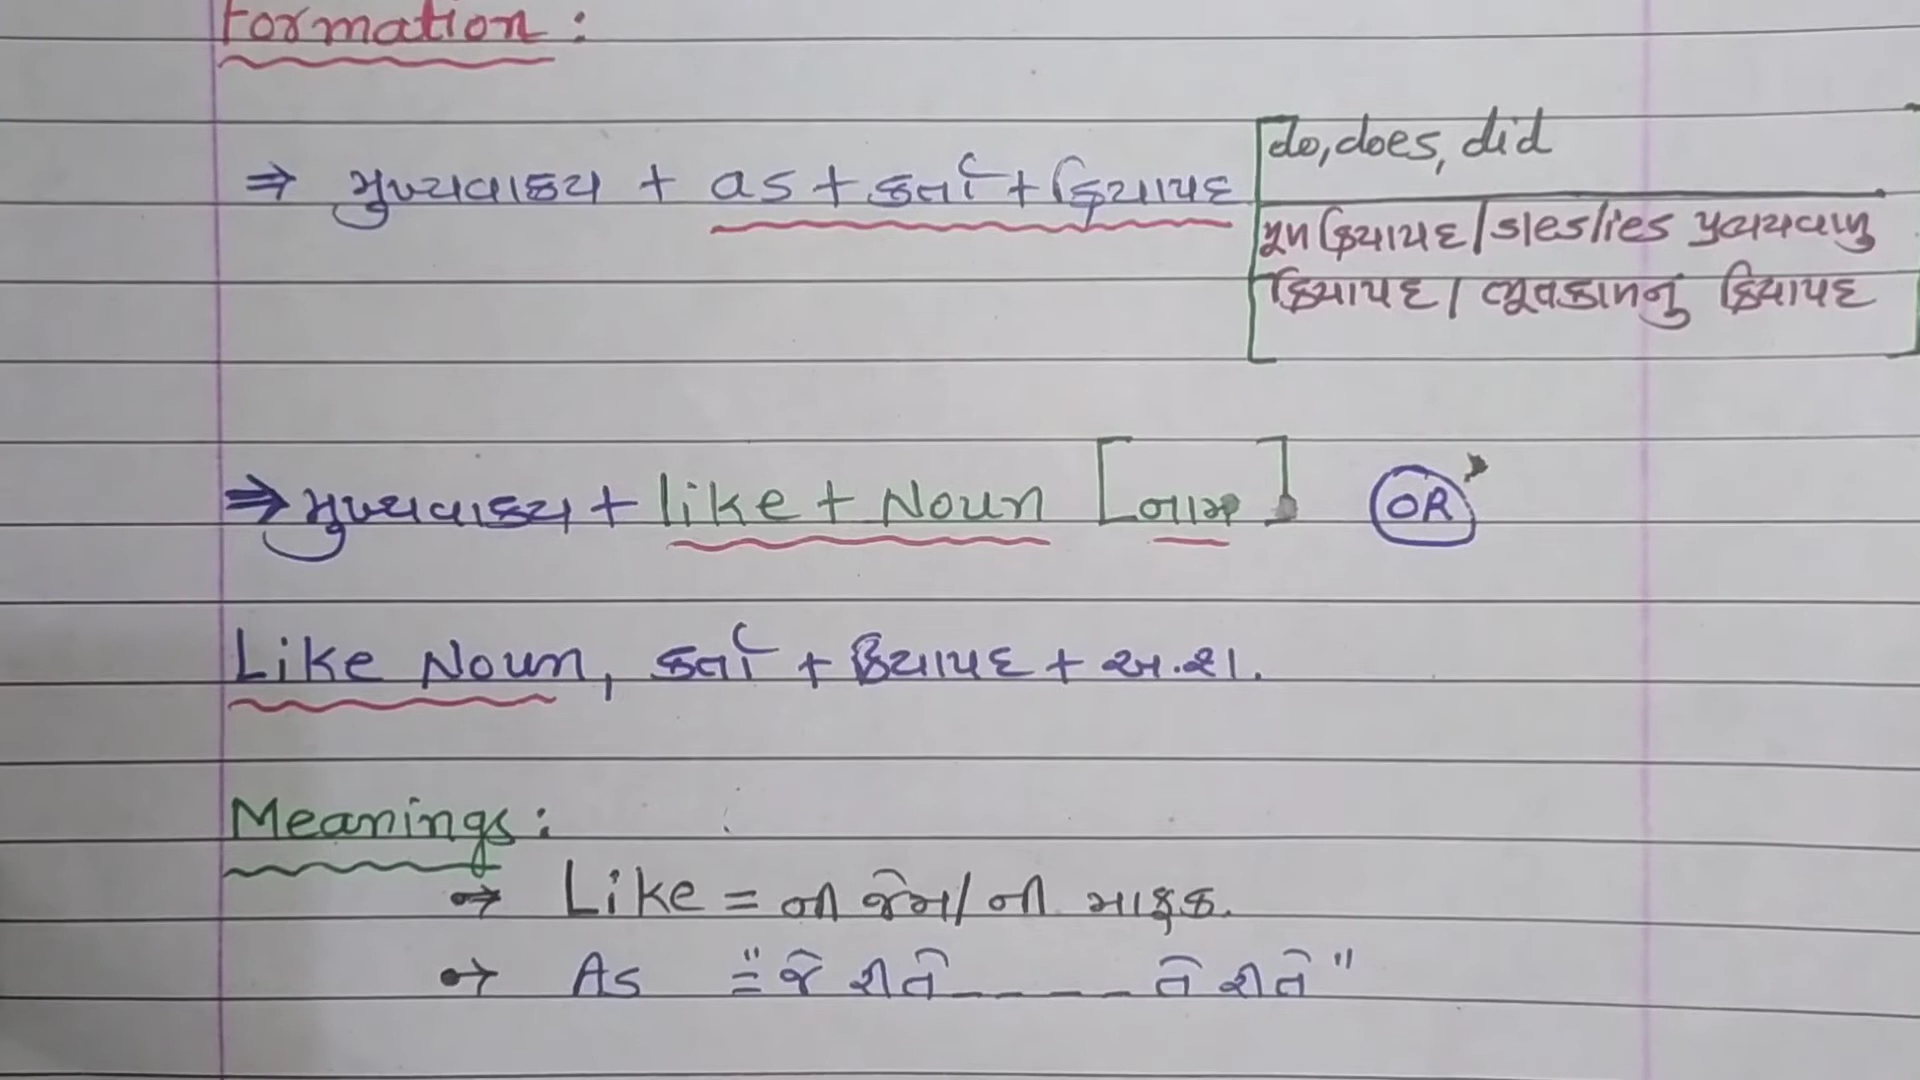 Formation :
⇒ મુખ્યવાક્ય + as + કર્તા + ક્રિયાપદ
do, does, did
મૂળ ક્રિયાપદ / s/es/ies પ્રત્યયવાળુ
ક્રિયાપદ / ભૂતકાળનું ક્રિયાપદ
⇒ મુખ્યવાક્ય + like + Noun [નામ] OR
Like Noun, કર્તા + ક્રિયાપદ + અ.શ.
Meanings :
→ Like = ની જેમ / ની માફક.
→ As = "જે રીતે ---- તે રીતે"